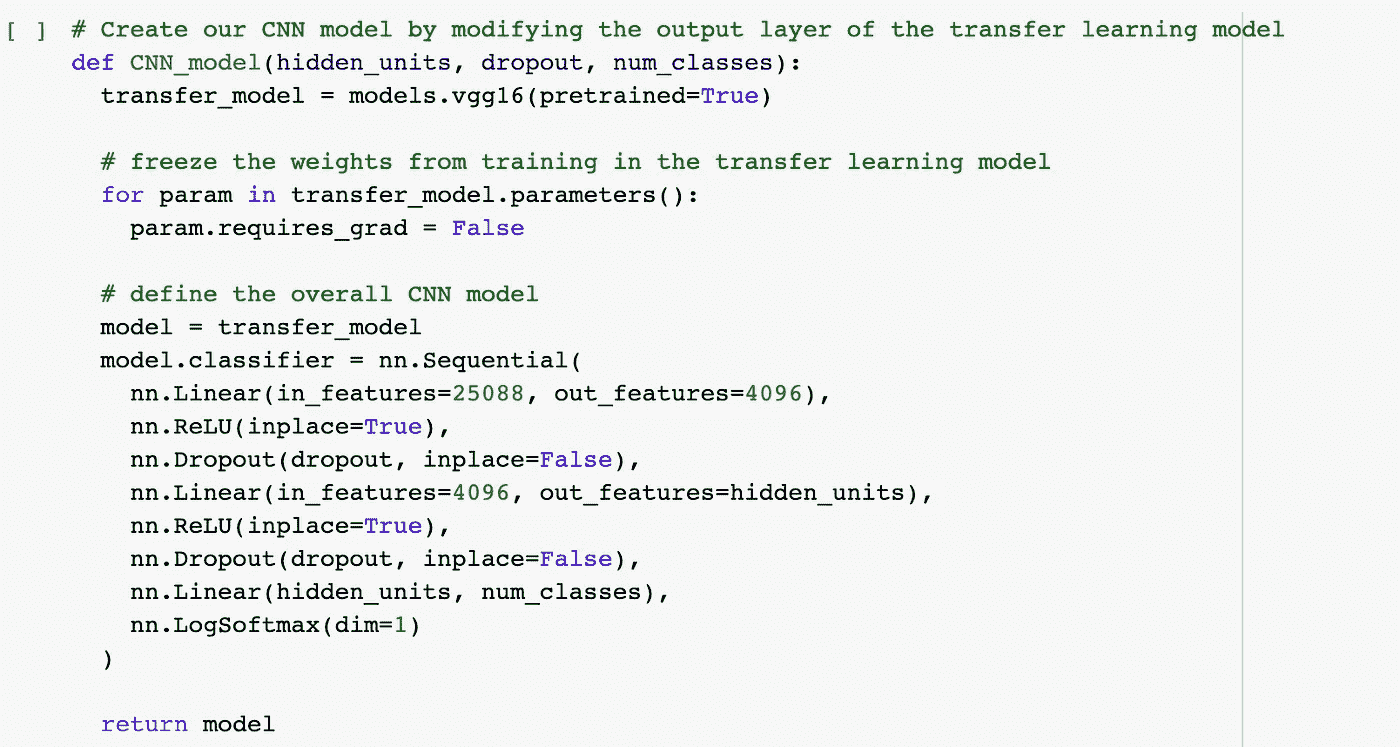 [ ] # Create our CNN model by modifying the output layer of the transfer learning model
def CNN_model(hidden_units, dropout, num_classes):
  transfer_model = models.vgg16(pretrained=True)

  # freeze the weights from training in the transfer learning model
  for param in transfer_model.parameters():
    param.requires_grad = False

  # define the overall CNN model
  model = transfer_model
  model.classifier = nn.Sequential(
    nn.Linear(in_features=25088, out_features=4096),
    nn.ReLU(inplace=True),
    nn.Dropout(dropout, inplace=False),
    nn.Linear(in_features=4096, out_features=hidden_units),
    nn.ReLU(inplace=True),
    nn.Dropout(dropout, inplace=False),
    nn.Linear(hidden_units, num_classes),
    nn.LogSoftmax(dim=1)
  )

  return model